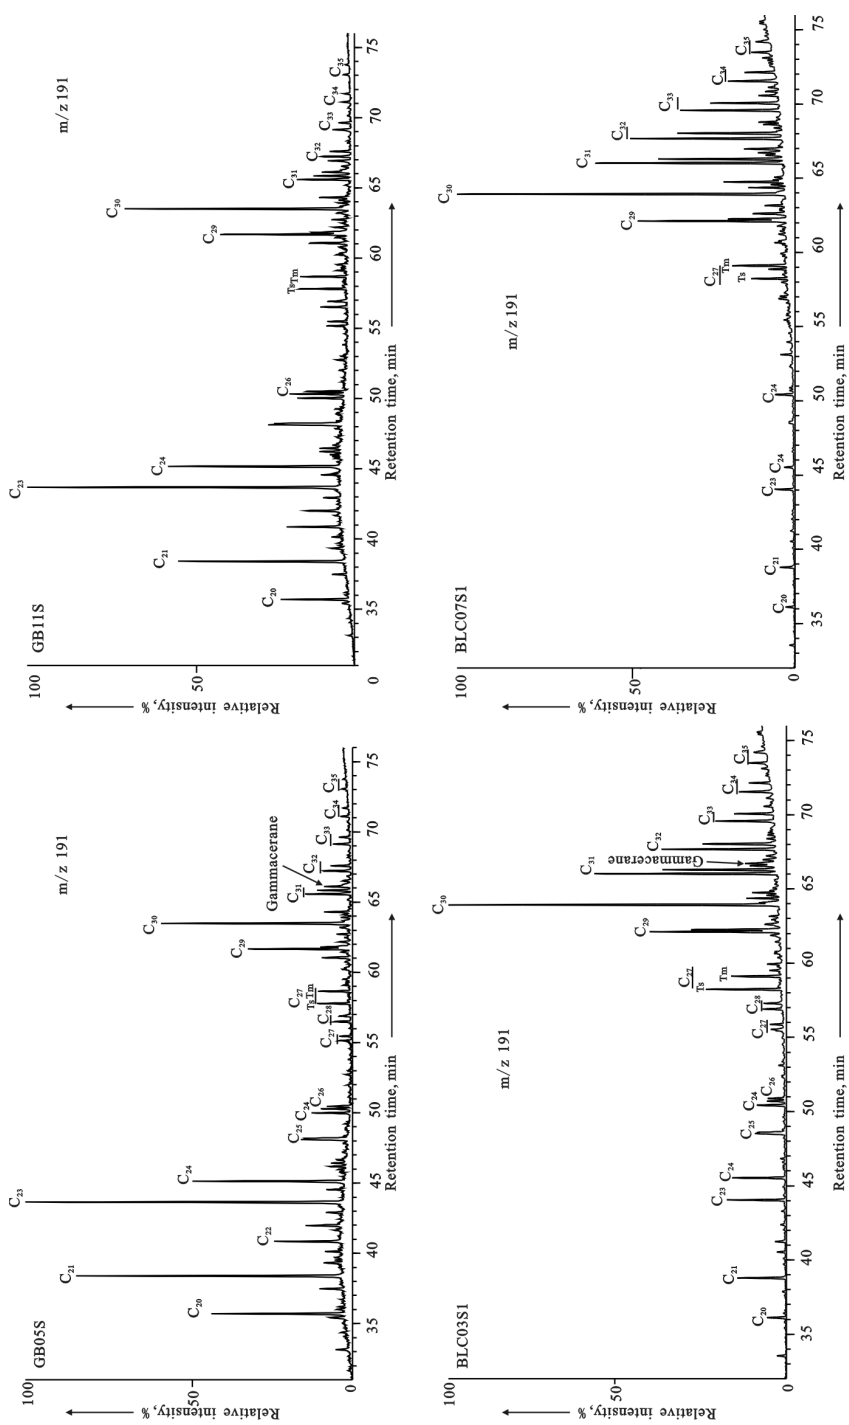 GB05S
m/z 191
Relative intensity, %
100
50
0
C₂₀
C₂₁
C₂₂
C₂₃
C₂₄
C₂₅
C₂₄
C₂₆
C₂₇
C₂₈
C₂₇
Ts Tm
C₂₉
C₃₀
C₃₁
Gammacerane
C₃₂
C₃₃
C₃₄
C₃₅
35 40 45 50 55 60 65 70 75
Retention time, min
GB11S
m/z 191
Relative intensity, %
100
50
0
C₂₀
C₂₁
C₂₃
C₂₄
C₂₆
Ts Tm
C₂₉
C₃₀
C₃₁
C₃₂
C₃₃
C₃₄
C₃₅
35 40 45 50 55 60 65 70 75
Retention time, min
BLC03S1
m/z 191
Relative intensity, %
100
50
0
C₂₀
C₂₁
C₂₃
C₂₄
C₂₅
C₂₄
C₂₆
C₂₇
C₂₈
C₂₇
Ts Tm
C₂₉
C₃₀
C₃₁
Gammacerane
C₃₂
C₃₃
C₃₄
C₃₅
35 40 45 50 55 60 65 70 75
Retention time, min
BLC07S1
m/z 191
Relative intensity, %
100
50
0
C₂₀
C₂₁
C₂₃
C₂₄
C₂₄
C₂₇
Ts Tm
C₂₉
C₃₀
C₃₁
C₃₂
C₃₃
C₃₄
C₃₅
35 40 45 50 55 60 65 70 75
Retention time, min